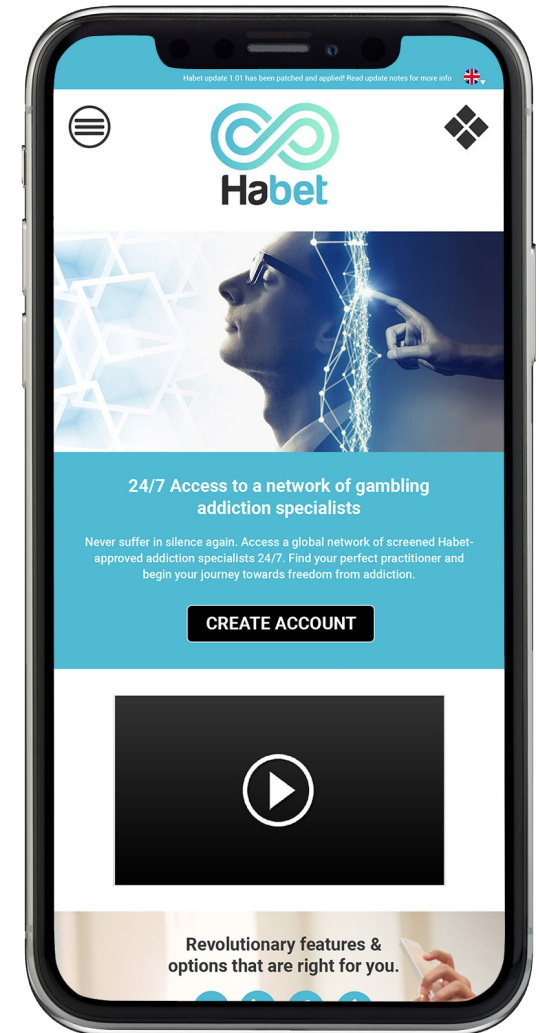 Habet update 1.01 has been patched and applied! Read update notes for more info
Habet
24/7 Access to a network of gambling
addiction specialists
Never suffer in silence again. Access a global network of screened Habet-
approved addiction specialists 24/7. Find your perfect practitioner and
begin your journey towards freedom from addiction.
CREATE ACCOUNT
Revolutionary features &
options that are right for you.